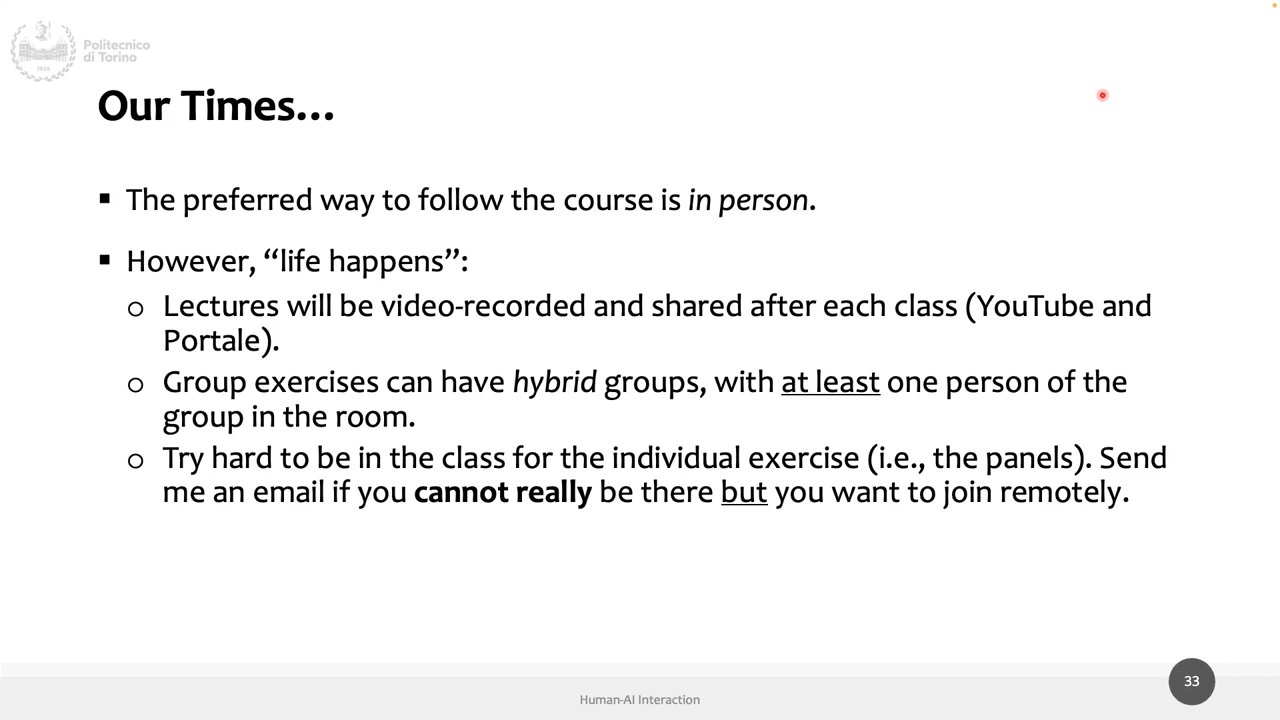 Politecnico
di Torino
1859
Our Times...
▪ The preferred way to follow the course is in person.
▪ However, “life happens”:
o Lectures will be video-recorded and shared after each class (YouTube and
Portale).
o Group exercises can have hybrid groups, with at least one person of the
group in the room.
o Try hard to be in the class for the individual exercise (i.e., the panels). Send
me an email if you cannot really be there but you want to join remotely.
33
Human-AI Interaction